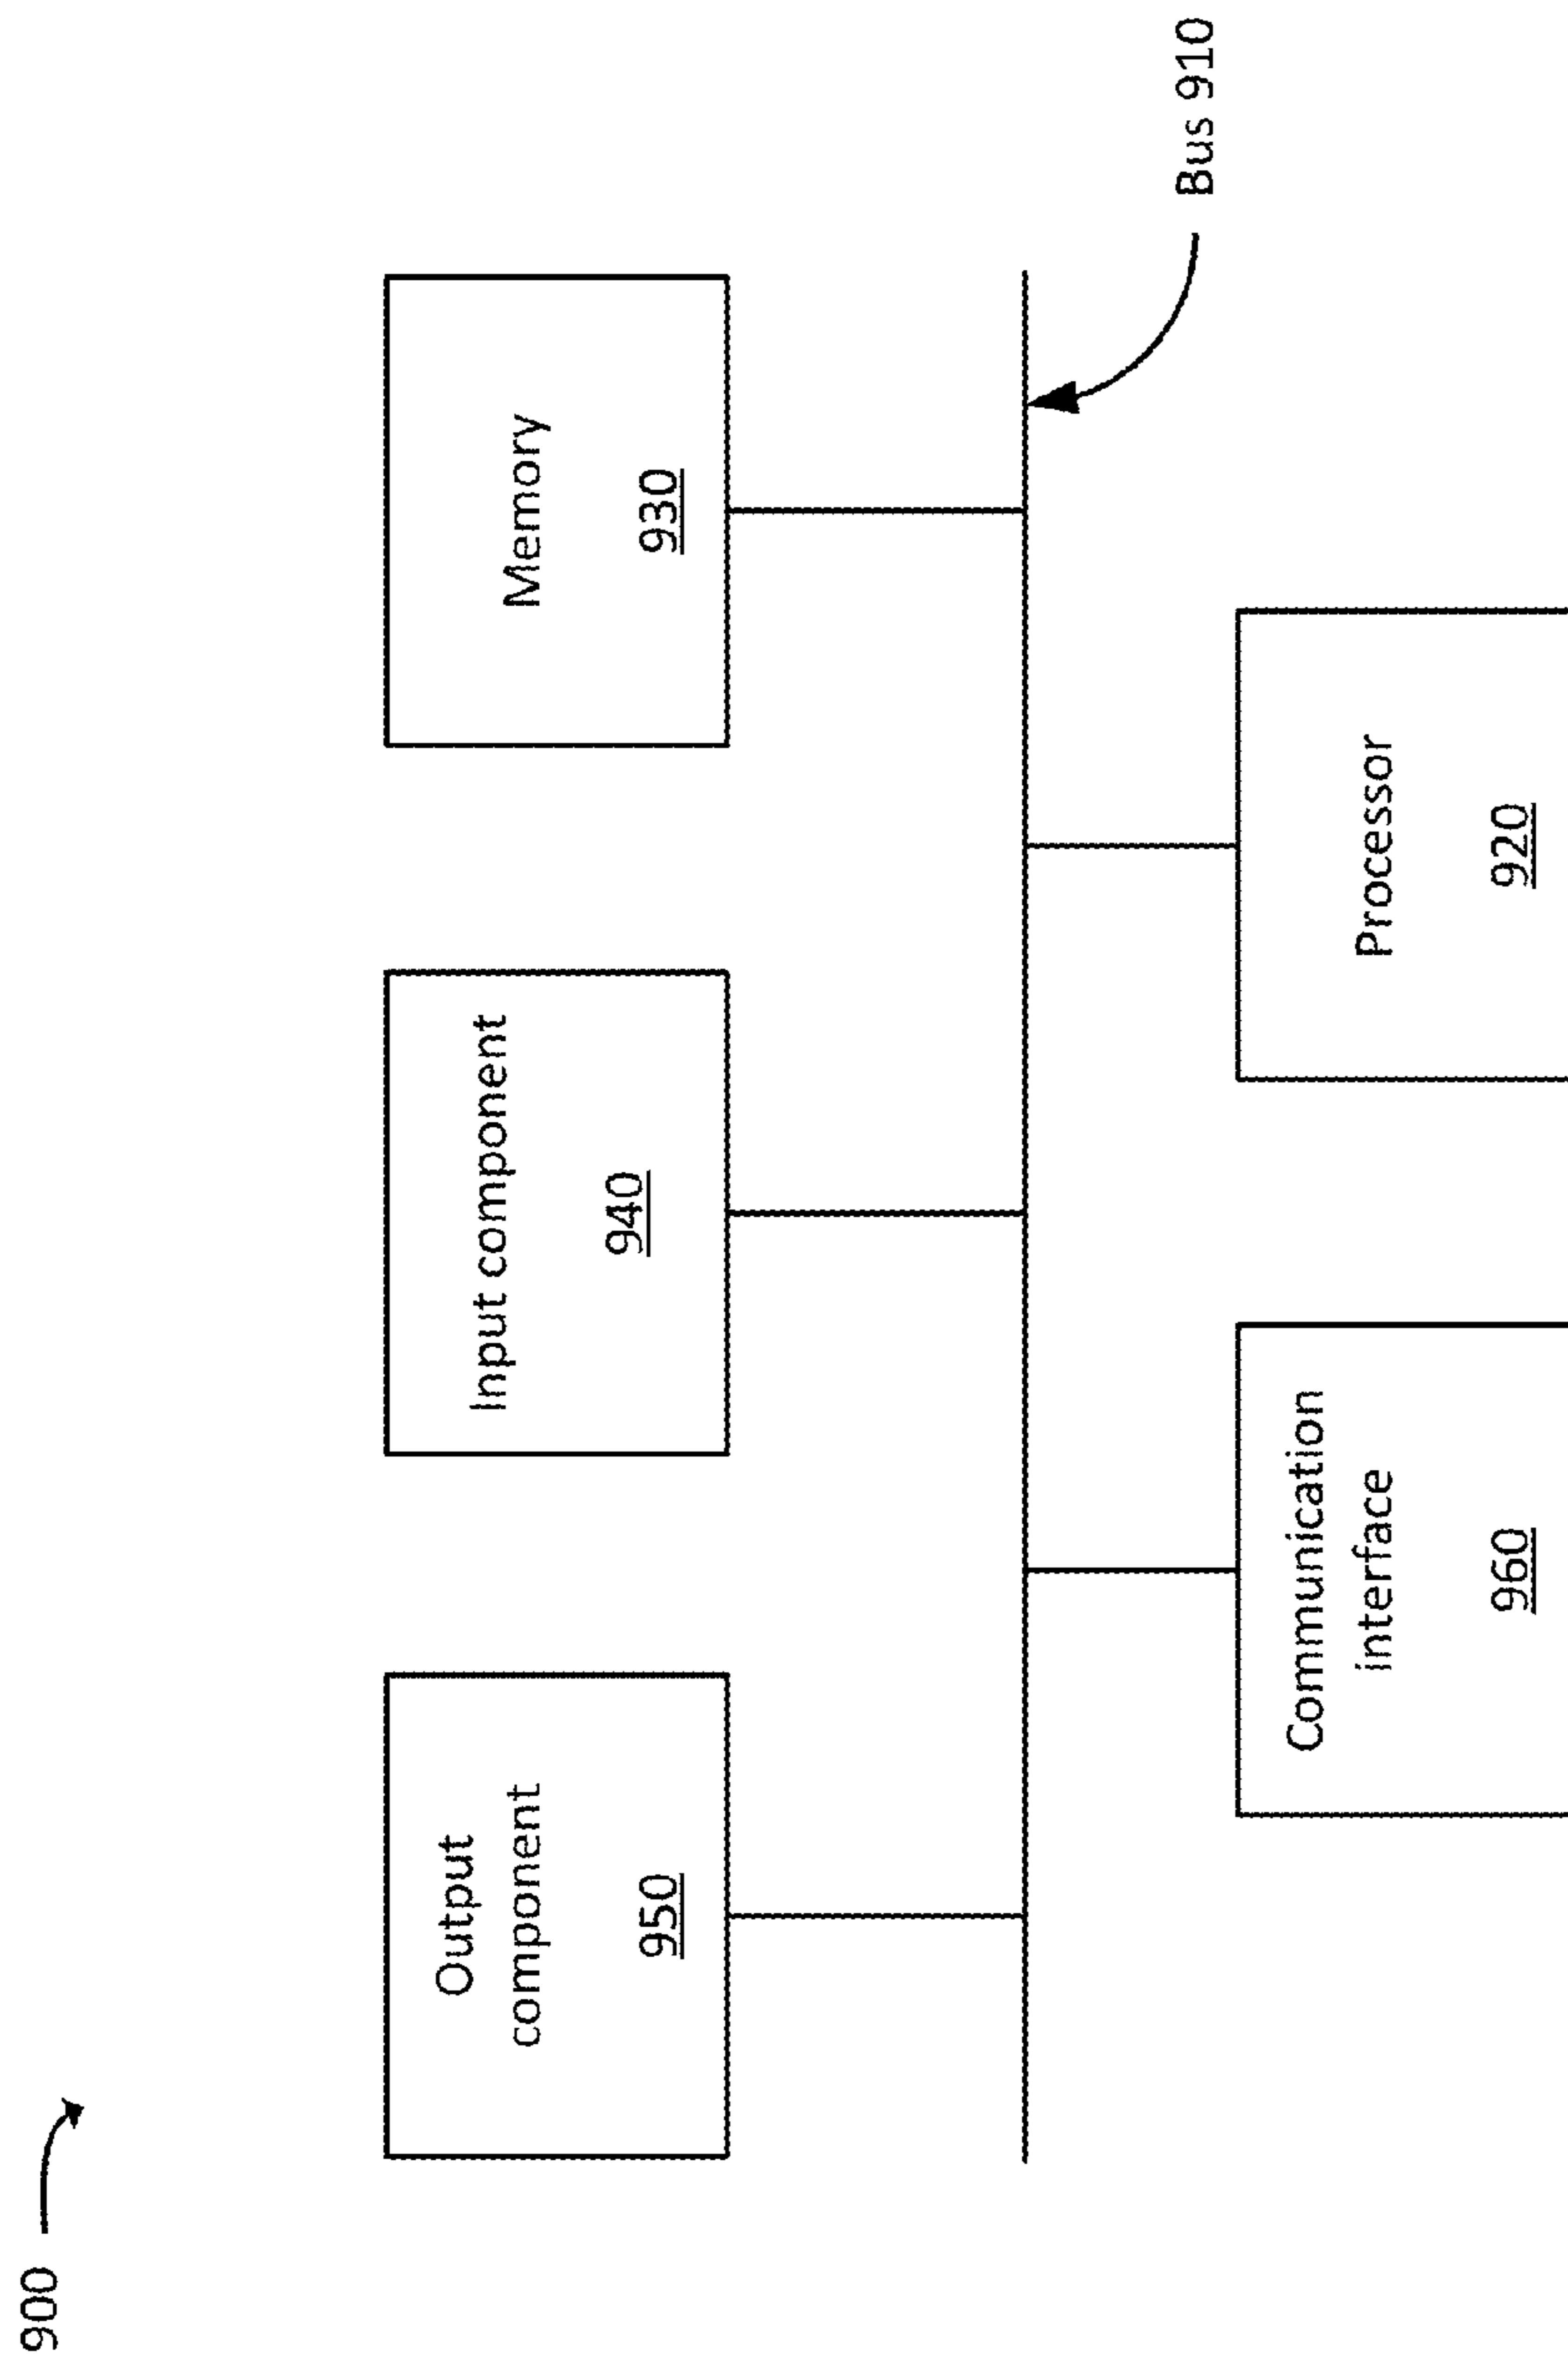 900
Output
component
950
Input component
940
Memory
930
Bus 910
Communication
interface
960
Processor
920